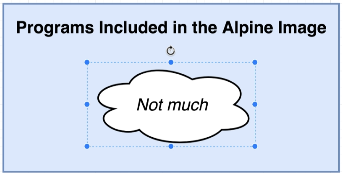 Programs Included in the Alpine Image
Not much